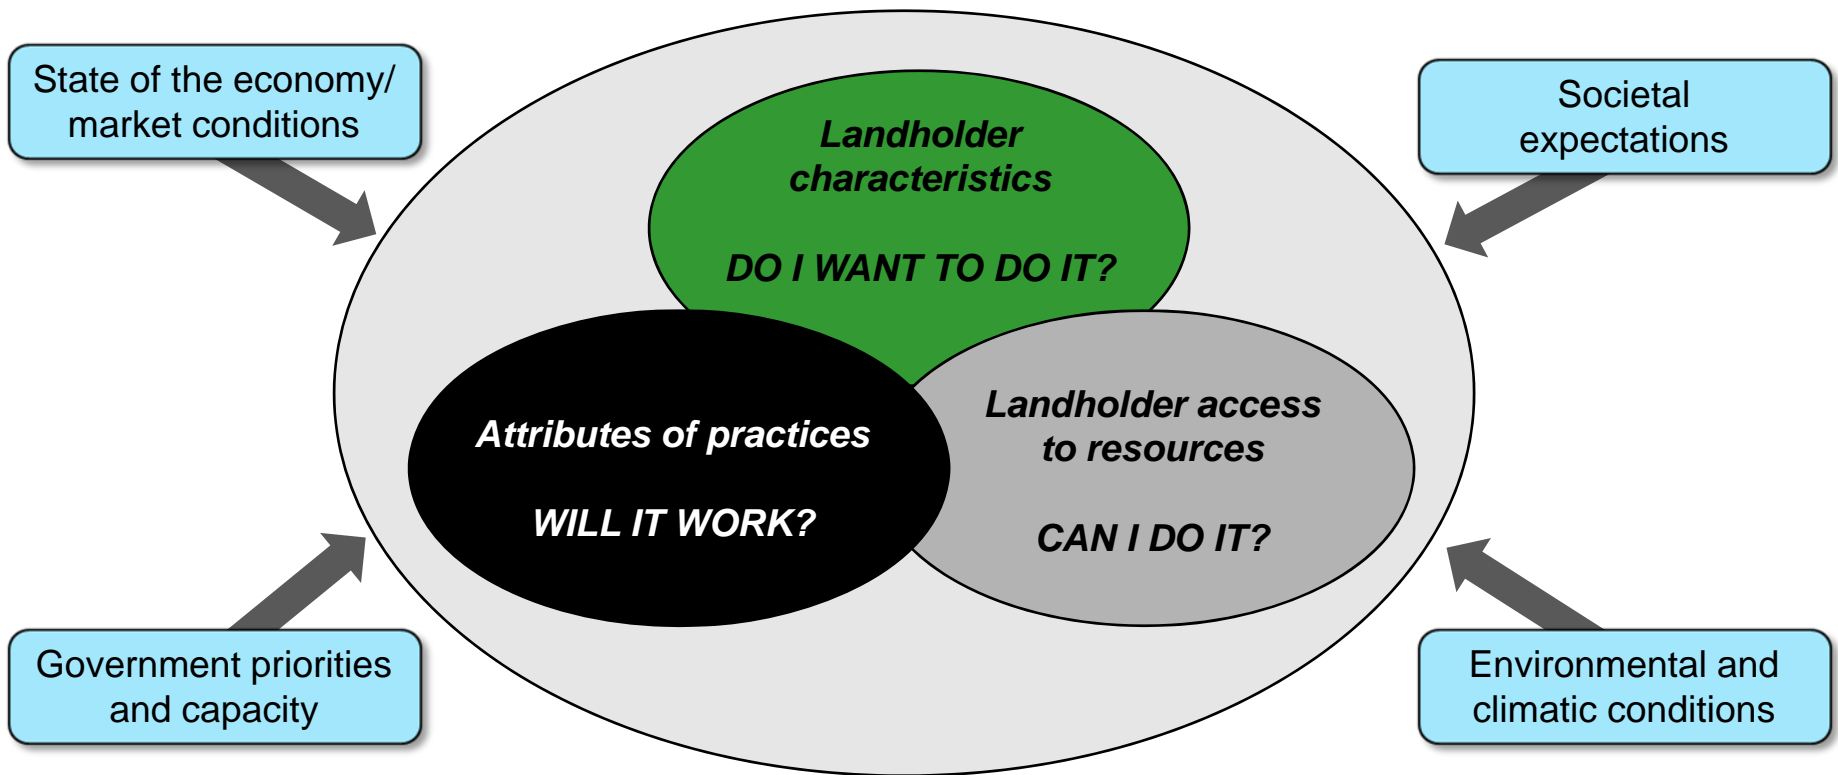 State of the economy/
market conditions
Societal
expectations
Landholder
characteristics
DO I WANT TO DO IT?
Attributes of practices
WILL IT WORK?
Landholder access
to resources
CAN I DO IT?
Government priorities
and capacity
Environmental and
climatic conditions